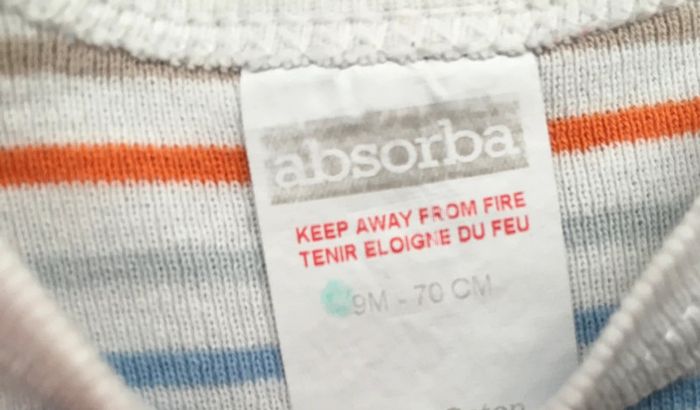 absorba
KEEP AWAY FROM FIRE
TENIR ELOIGNE DU FEU
9M - 70 CM